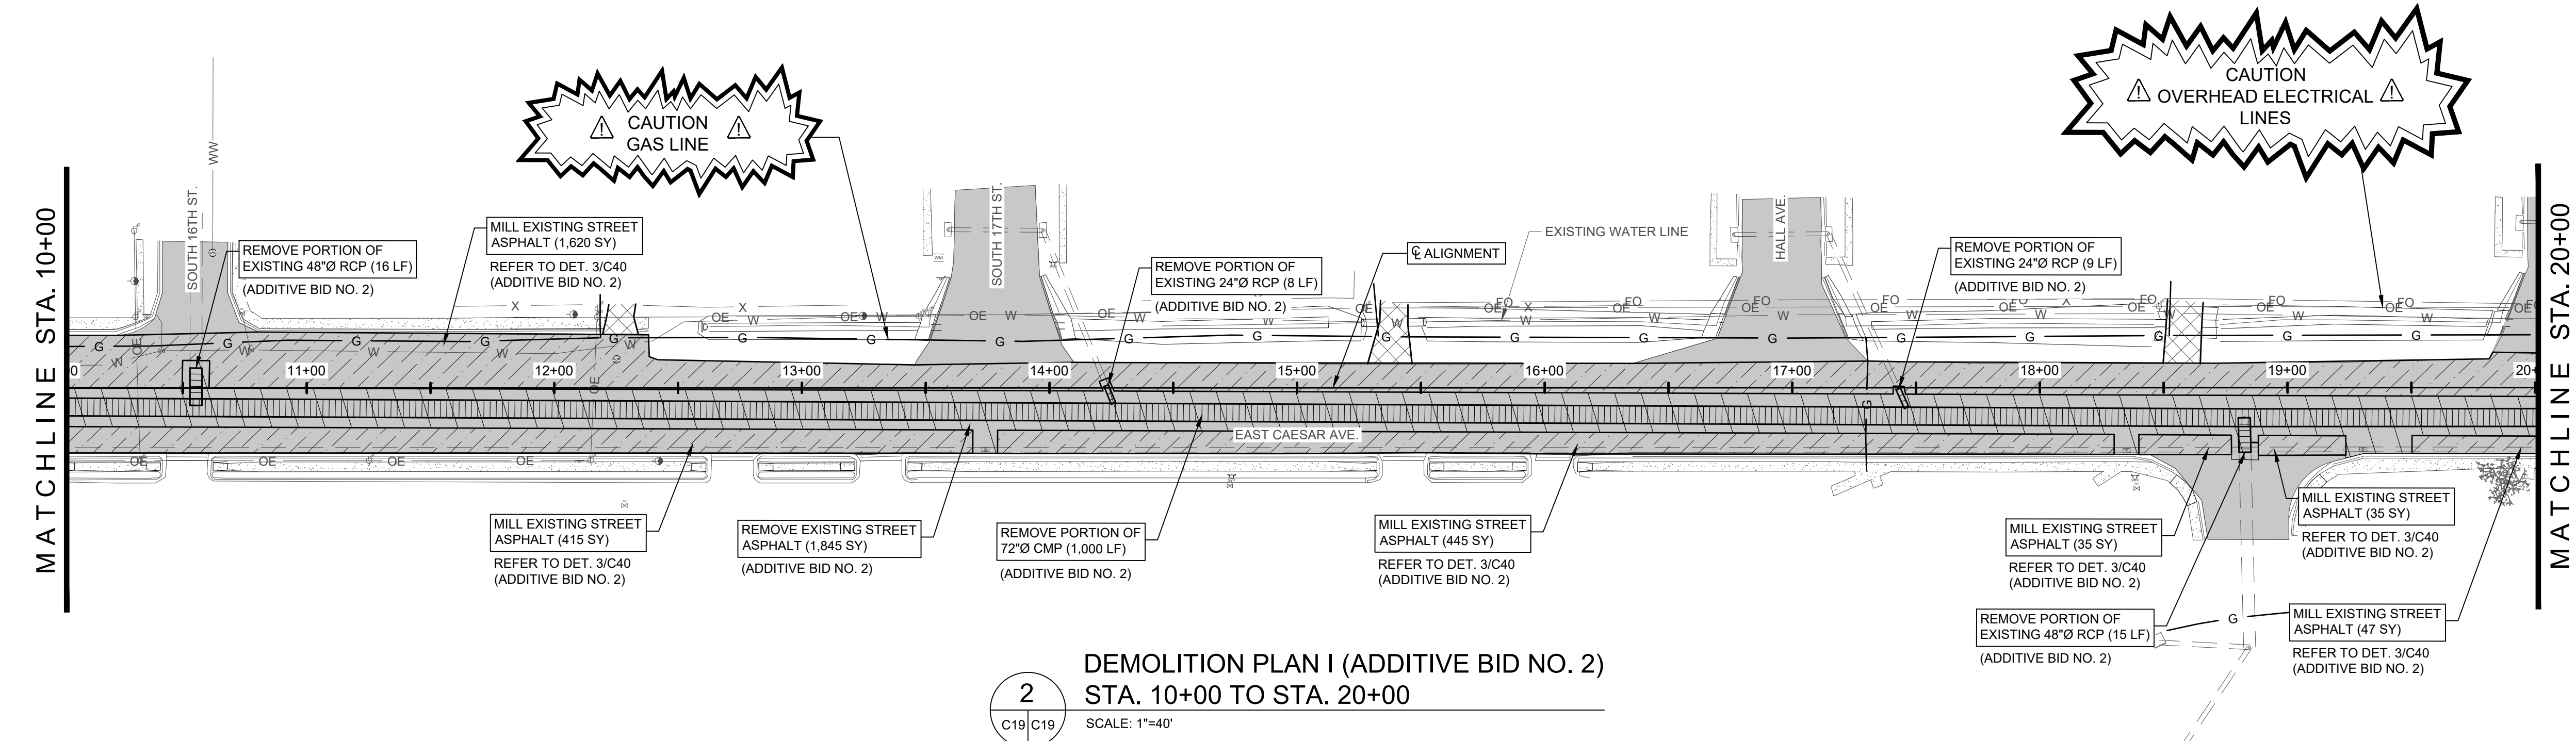 CAUTION
OVERHEAD ELECTRICAL
LINES
CAUTION
GAS LINE
MATCHLINE STA. 10+00
MATCHLINE STA. 20+00
WW
SOUTH 16TH ST.
SOUTH 17TH ST.
HALL AVE.
REMOVE PORTION OF
EXISTING 48"Ø RCP (16 LF)
(ADDITIVE BID NO. 2)
MILL EXISTING STREET
ASPHALT (1,620 SY)
REFER TO DET. 3/C40
(ADDITIVE BID NO. 2)
REMOVE PORTION OF
EXISTING 24"Ø RCP (8 LF)
(ADDITIVE BID NO. 2)
℄ ALIGNMENT
EXISTING WATER LINE
REMOVE PORTION OF
EXISTING 24"Ø RCP (9 LF)
(ADDITIVE BID NO. 2)
11+00
12+00
13+00
14+00
15+00
16+00
17+00
18+00
19+00
EAST CAESAR AVE.
MILL EXISTING STREET
ASPHALT (415 SY)
REFER TO DET. 3/C40
(ADDITIVE BID NO. 2)
REMOVE EXISTING STREET
ASPHALT (1,845 SY)
(ADDITIVE BID NO. 2)
REMOVE PORTION OF
72"Ø CMP (1,000 LF)
(ADDITIVE BID NO. 2)
MILL EXISTING STREET
ASPHALT (445 SY)
REFER TO DET. 3/C40
(ADDITIVE BID NO. 2)
MILL EXISTING STREET
ASPHALT (35 SY)
REFER TO DET. 3/C40
(ADDITIVE BID NO. 2)
MILL EXISTING STREET
ASPHALT (35 SY)
REFER TO DET. 3/C40
(ADDITIVE BID NO. 2)
REMOVE PORTION OF
EXISTING 48"Ø RCP (15 LF)
(ADDITIVE BID NO. 2)
G
MILL EXISTING STREET
ASPHALT (47 SY)
REFER TO DET. 3/C40
(ADDITIVE BID NO. 2)
2
C19 C19
DEMOLITION PLAN I (ADDITIVE BID NO. 2)
STA. 10+00 TO STA. 20+00
SCALE: 1"=40'